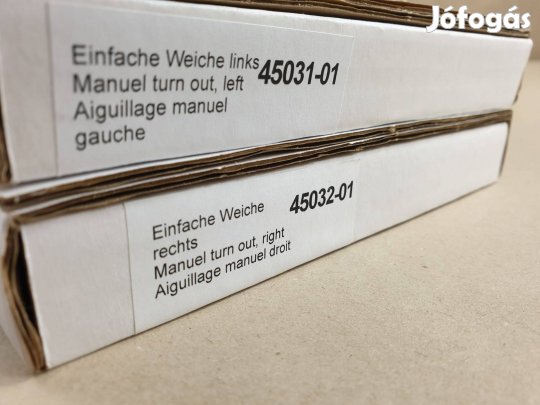 Jófogás
Einfache Weiche links
Manuel turn out, left
Aiguillage manuel
gauche
45031-01
Einfache Weiche
rechts
Manuel turn out, right
Aiguillage manuel droit
45032-01